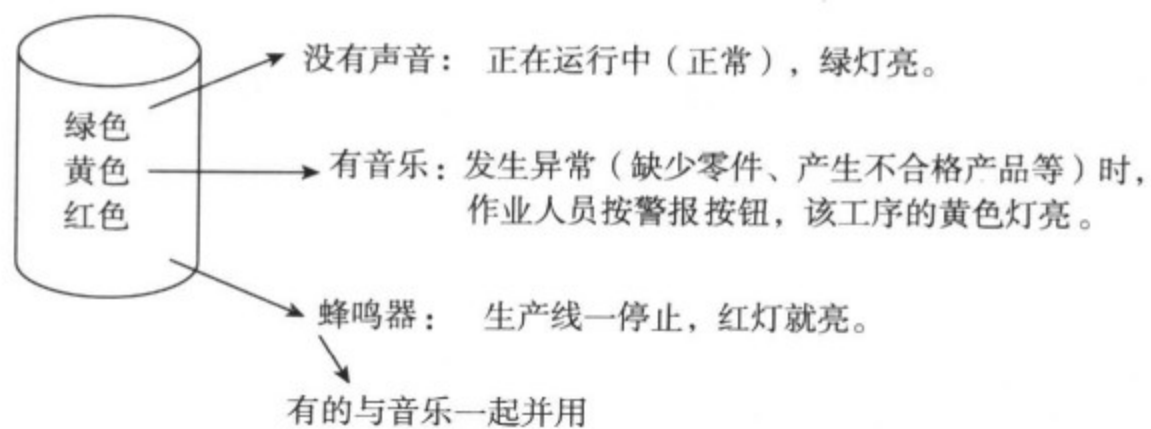 绿色
黄色
红色
没有声音： 正在运行中（正常），绿灯亮。
有音乐：发生异常（缺少零件、产生不合格产品等）时，
作业人员按警报按钮，该工序的黄色灯亮。
蜂鸣器： 生产线一停止，红灯就亮。
有的与音乐一起并用